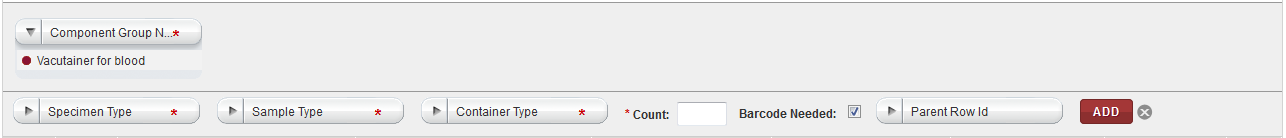 Component Group N...*
Vacutainer for blood
Specimen Type * Sample Type * Container Type * * Count: Barcode Needed: Parent Row Id ADD